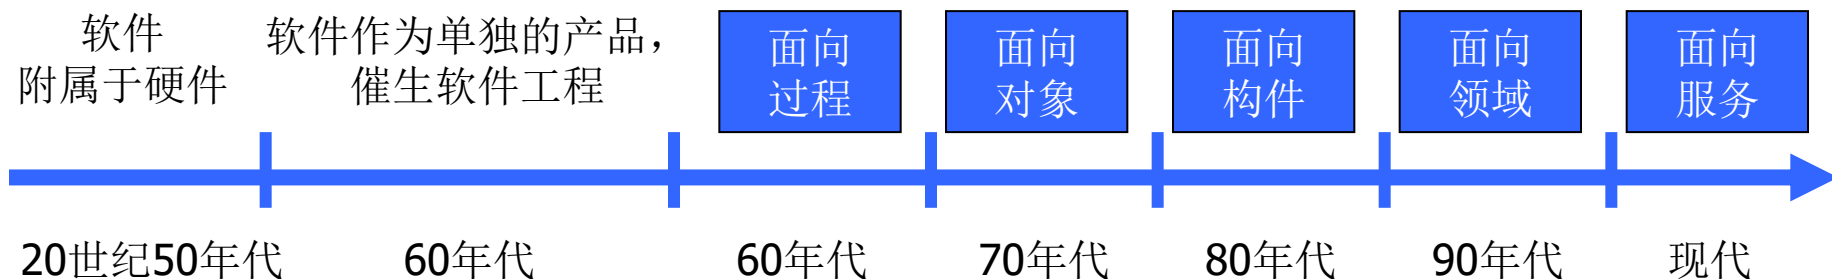 软件
附属于硬件
软件作为单独的产品，
催生软件工程
面向
过程
面向
对象
面向
构件
面向
领域
面向
服务
20世纪50年代
60年代
60年代
70年代
80年代
90年代
现代